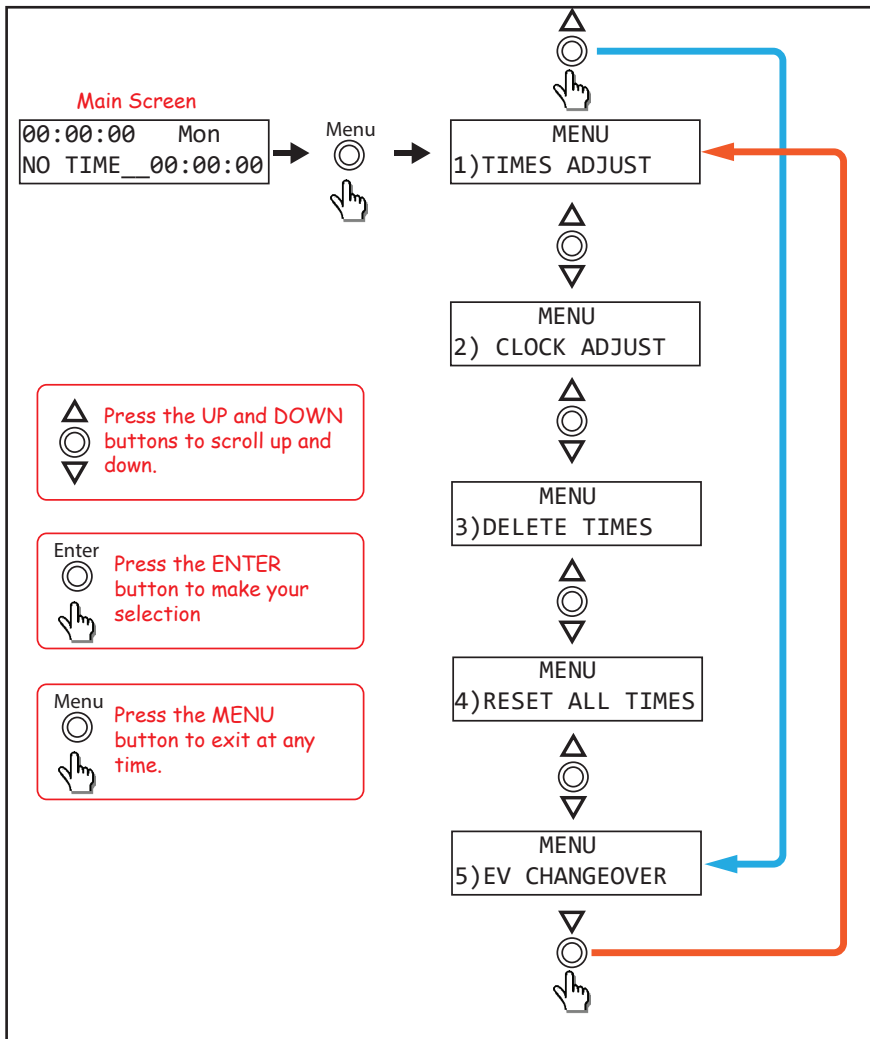 Main Screen
00:00:00   Mon
NO TIME__00:00:00
Menu
MENU
1)TIMES ADJUST
MENU
2) CLOCK ADJUST
Press the UP and DOWN
buttons to scroll up and
down.
MENU
3)DELETE TIMES
Enter
Press the ENTER
button to make your
selection
MENU
4)RESET ALL TIMES
Menu
Press the MENU
button to exit at any
time.
MENU
5)EV CHANGEOVER